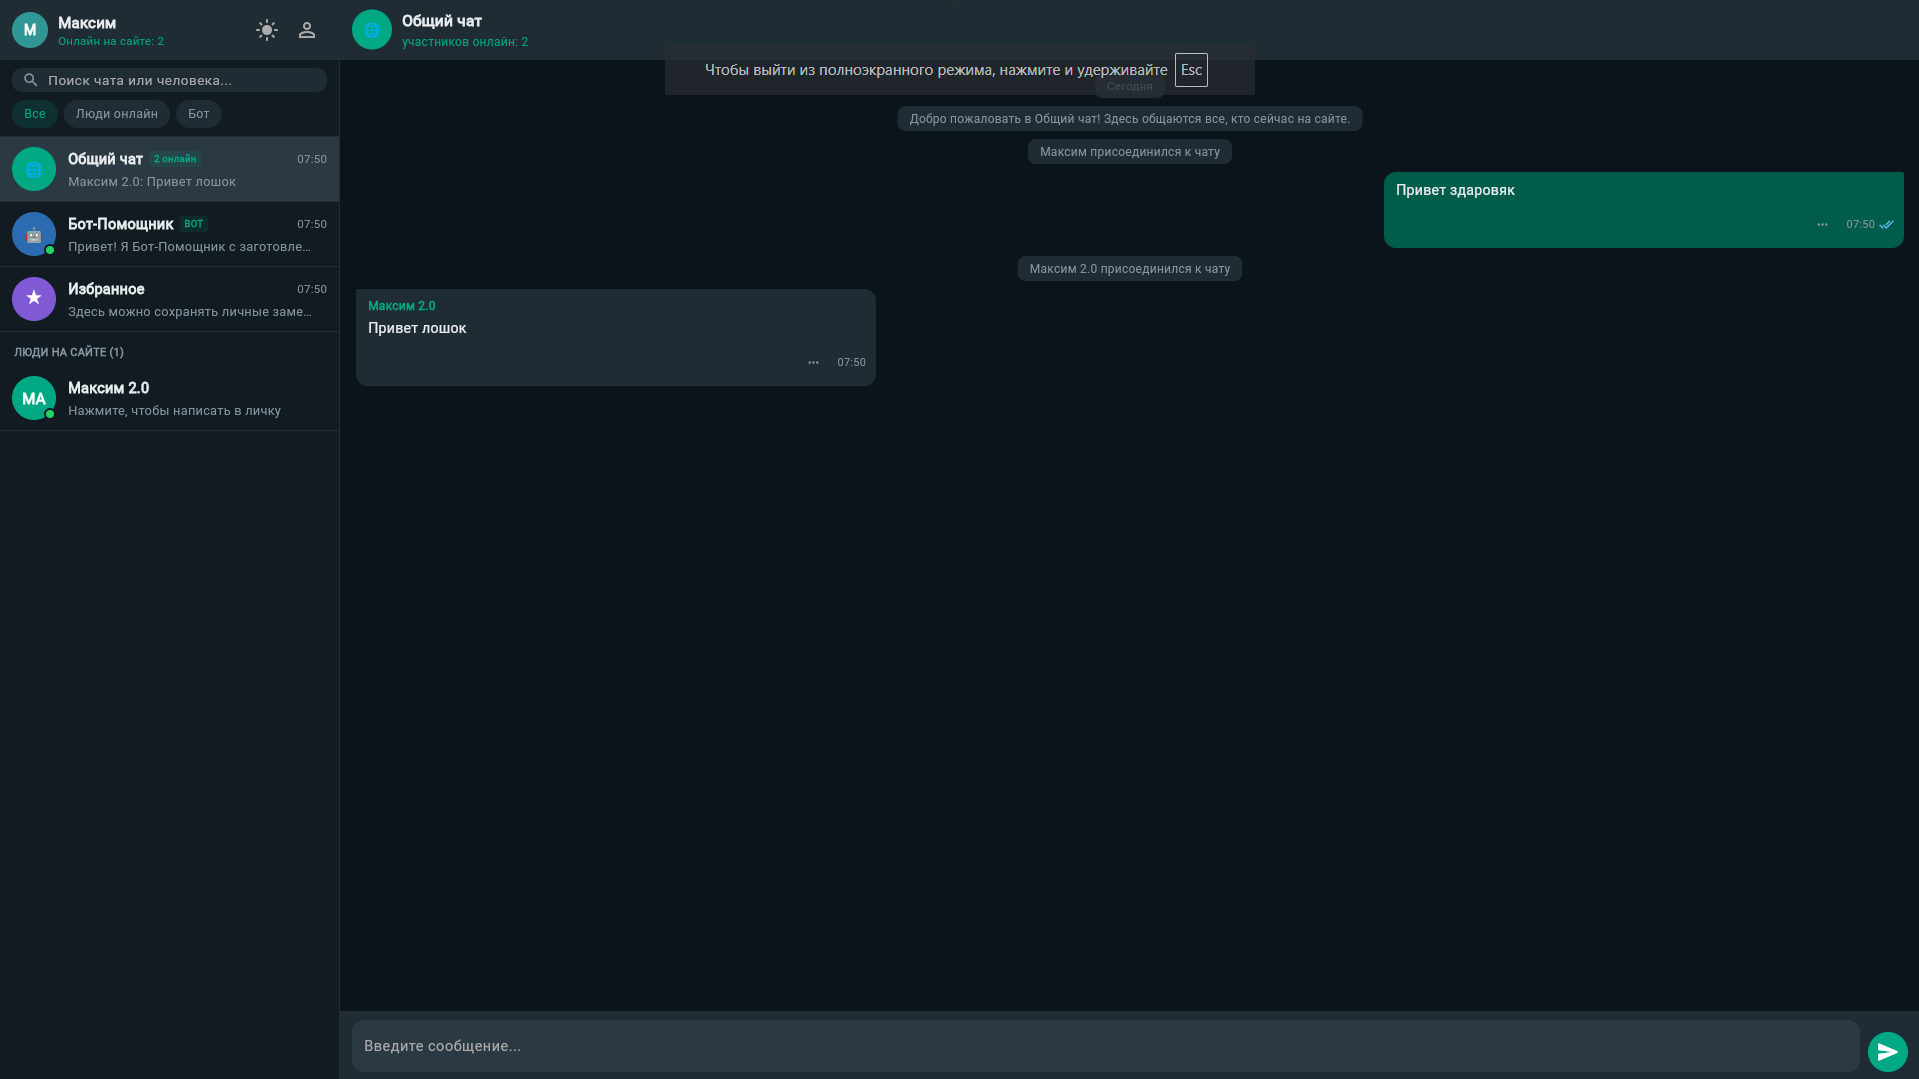 М
Максим
Онлайн на сайте: 2
Поиск чата или человека...
Все
Люди онлайн
Бот
Общий чат
2 онлайн
07:50
Максим 2.0: Привет лошок
Бот-Помощник
BOT
07:50
Привет! Я Бот-Помощник с заготовле...
Избранное
07:50
Здесь можно сохранять личные заме...
ЛЮДИ НА САЙТЕ (1)
МА
Максим 2.0
Нажмите, чтобы написать в личку
Общий чат
участников онлайн: 2
Чтобы выйти из полноэкранного режима, нажмите и удерживайте Esc
Сегодня
Добро пожаловать в Общий чат! Здесь общаются все, кто сейчас на сайте.
Максим присоединился к чату
Привет здаровяк
07:50
Максим 2.0 присоединился к чату
Максим 2.0
Привет лошок
07:50
Введите сообщение...